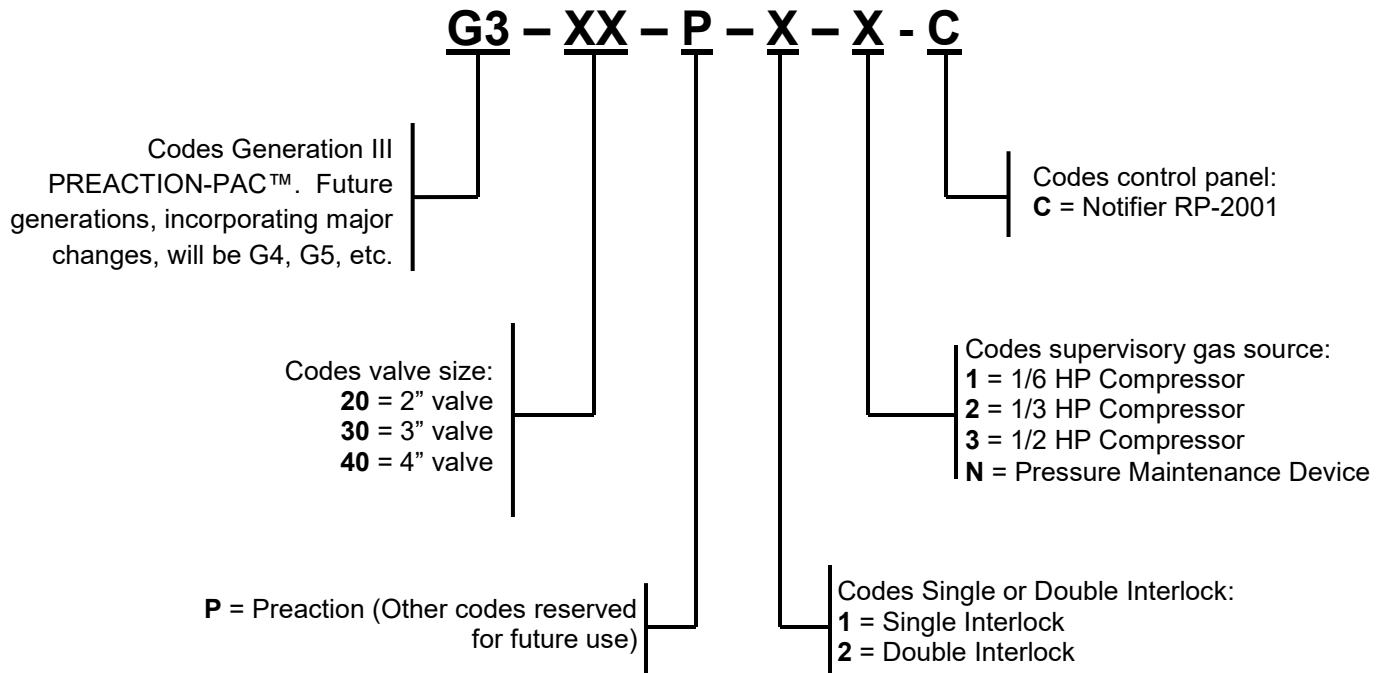 G3 – XX – P – X – X - C
Codes Generation III
PREACTION-PAC™. Future
generations, incorporating major
changes, will be G4, G5, etc.
Codes control panel:
C = Notifier RP-2001
Codes valve size:
20 = 2” valve
30 = 3” valve
40 = 4” valve
Codes supervisory gas source:
1 = 1/6 HP Compressor
2 = 1/3 HP Compressor
3 = 1/2 HP Compressor
N = Pressure Maintenance Device
P = Preaction (Other codes reserved
for future use)
Codes Single or Double Interlock:
1 = Single Interlock
2 = Double Interlock